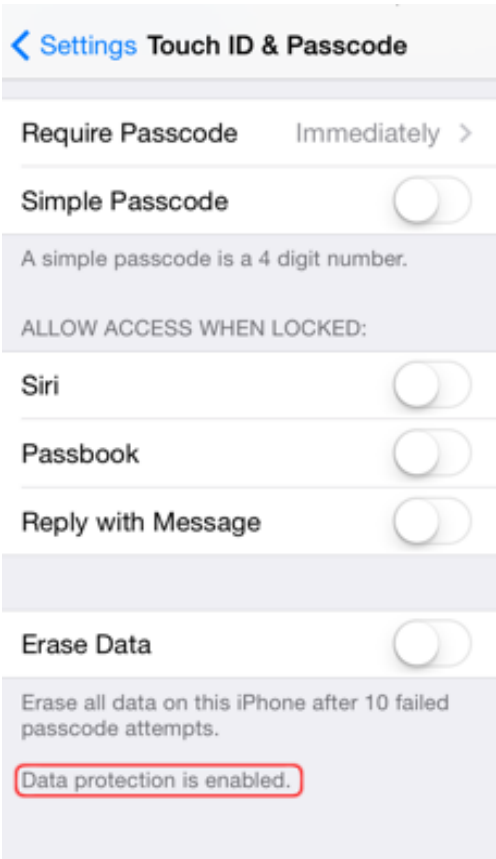 Settings Touch ID & Passcode
Require Passcode Immediately
Simple Passcode
A simple passcode is a 4 digit number.
ALLOW ACCESS WHEN LOCKED:
Siri
Passbook
Reply with Message
Erase Data
Erase all data on this iPhone after 10 failed
passcode attempts.
Data protection is enabled.